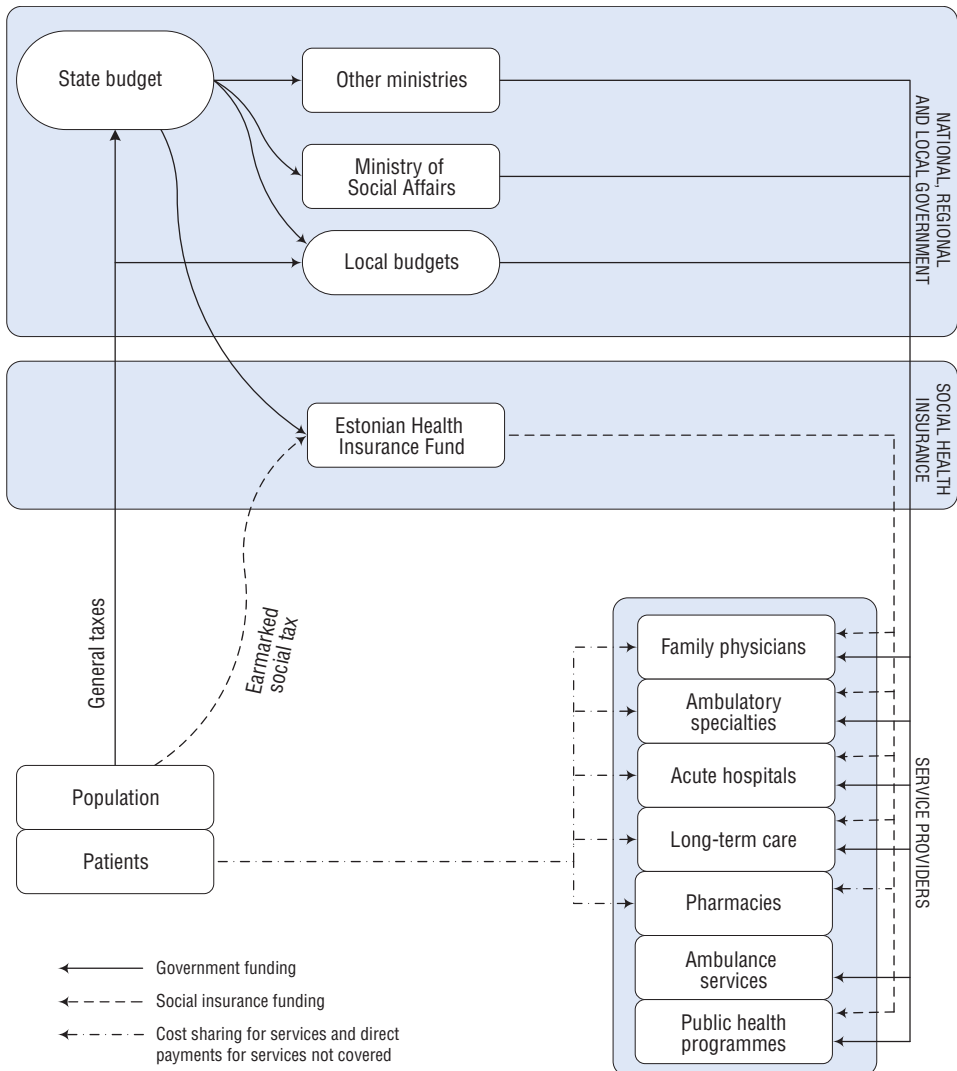 State budget
Other ministries
Ministry of
Social Affairs
Local budgets
NATIONAL, REGIONAL
AND LOCAL GOVERNMENT
Estonian Health
Insurance Fund
SOCIAL HEALTH
INSURANCE
General taxes
Earmarked
social tax
Population
Patients
Family physicians
Ambulatory
specialties
Acute hospitals
Long-term care
Pharmacies
Ambulance
services
Public health
programmes
SERVICE PROVIDERS
Government funding
Social insurance funding
Cost sharing for services and direct
payments for services not covered